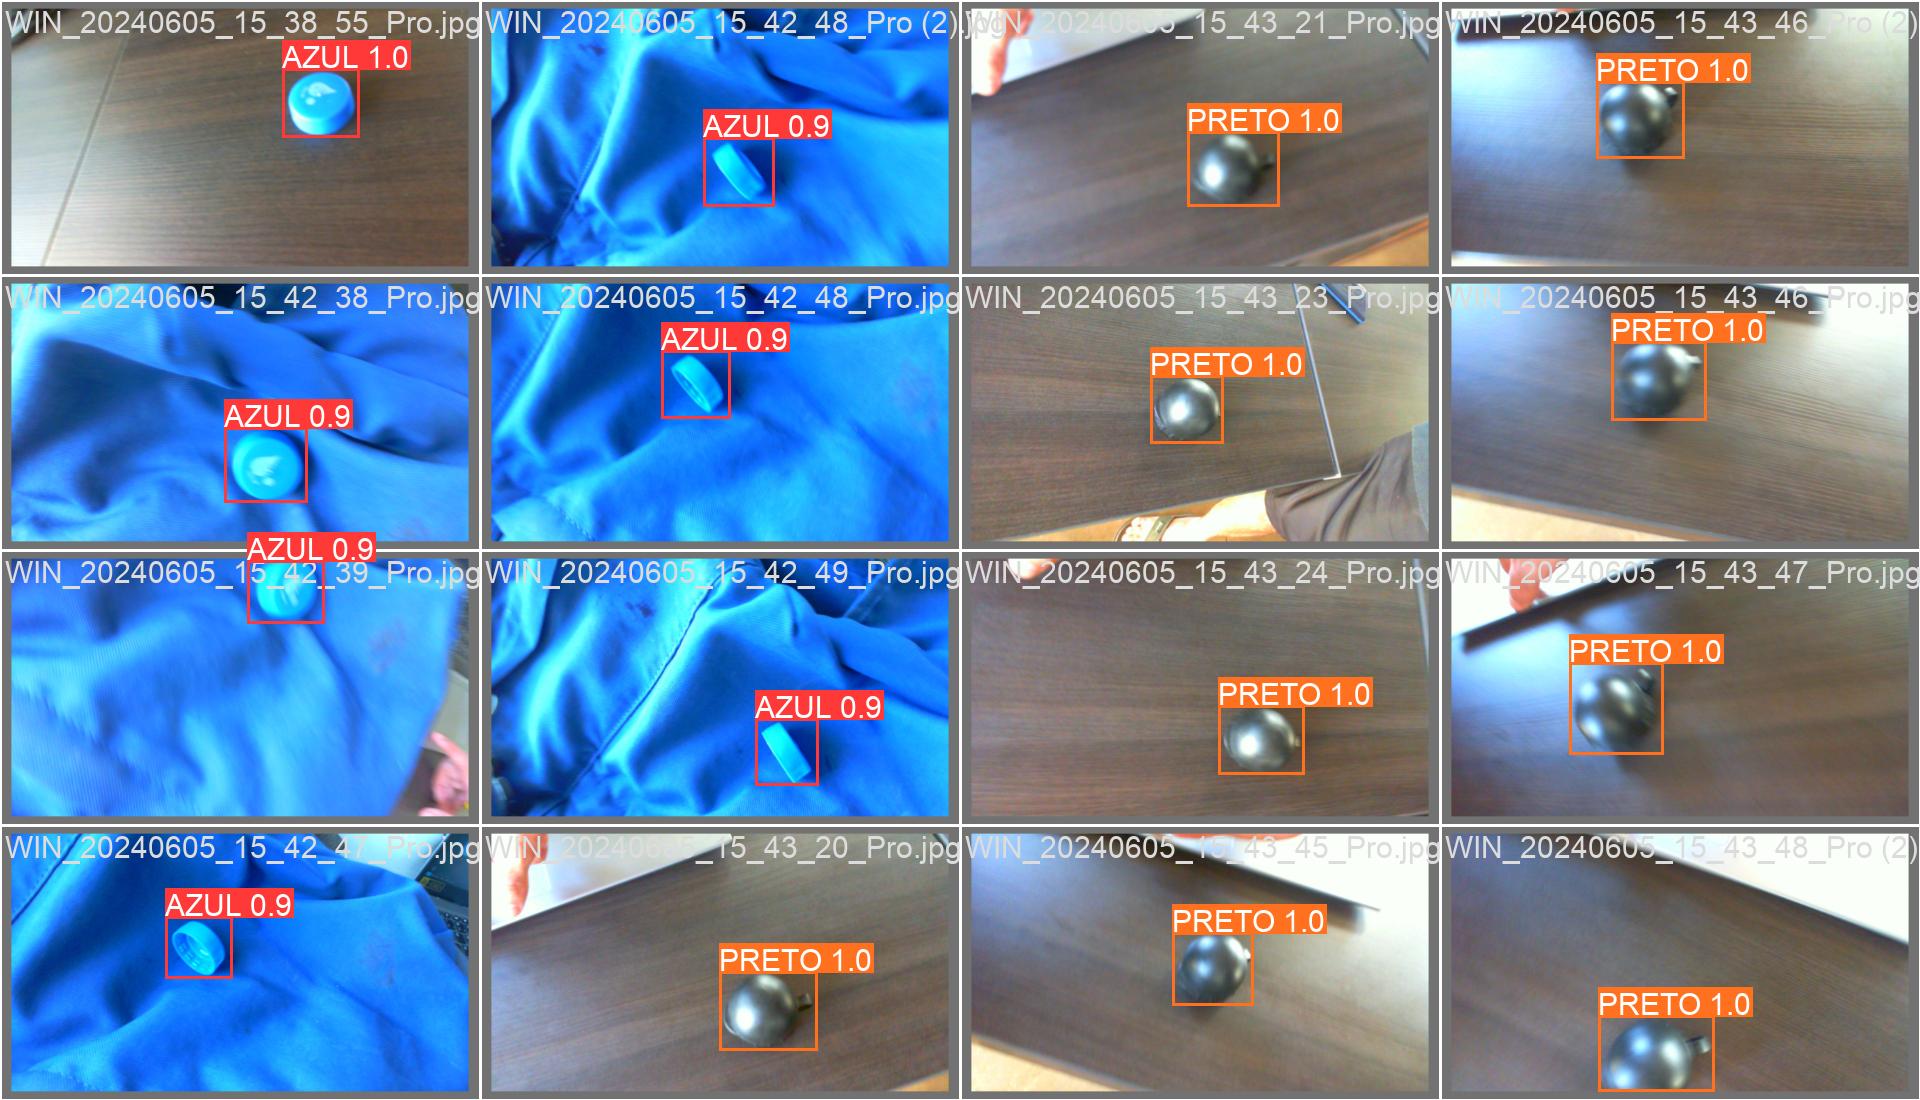 WIN_20240605_15_38_55_Pro.jpg
AZUL 1.0
WIN_20240605_15_42_48_Pro (2).jpg
AZUL 0.9
WIN_20240605_15_43_21_Pro.jpg
PRETO 1.0
WIN_20240605_15_43_46_Pro (2)
PRETO 1.0
WIN_20240605_15_42_38_Pro.jpg
AZUL 0.9
WIN_20240605_15_42_48_Pro.jpg
AZUL 0.9
WIN_20240605_15_43_23_Pro.jpg
PRETO 1.0
WIN_20240605_15_43_46_Pro.jpg
PRETO 1.0
AZUL 0.9
WIN_20240605_15_42_39_Pro.jpg
WIN_20240605_15_42_49_Pro.jpg
AZUL 0.9
WIN_20240605_15_43_24_Pro.jpg
PRETO 1.0
WIN_20240605_15_43_47_Pro.jpg
PRETO 1.0
WIN_20240605_15_42_47_Pro.jpg
AZUL 0.9
WIN_20240605_15_43_20_Pro.jpg
PRETO 1.0
WIN_20240605_15_43_45_Pro.jpg
PRETO 1.0
WIN_20240605_15_43_48_Pro (2)
PRETO 1.0